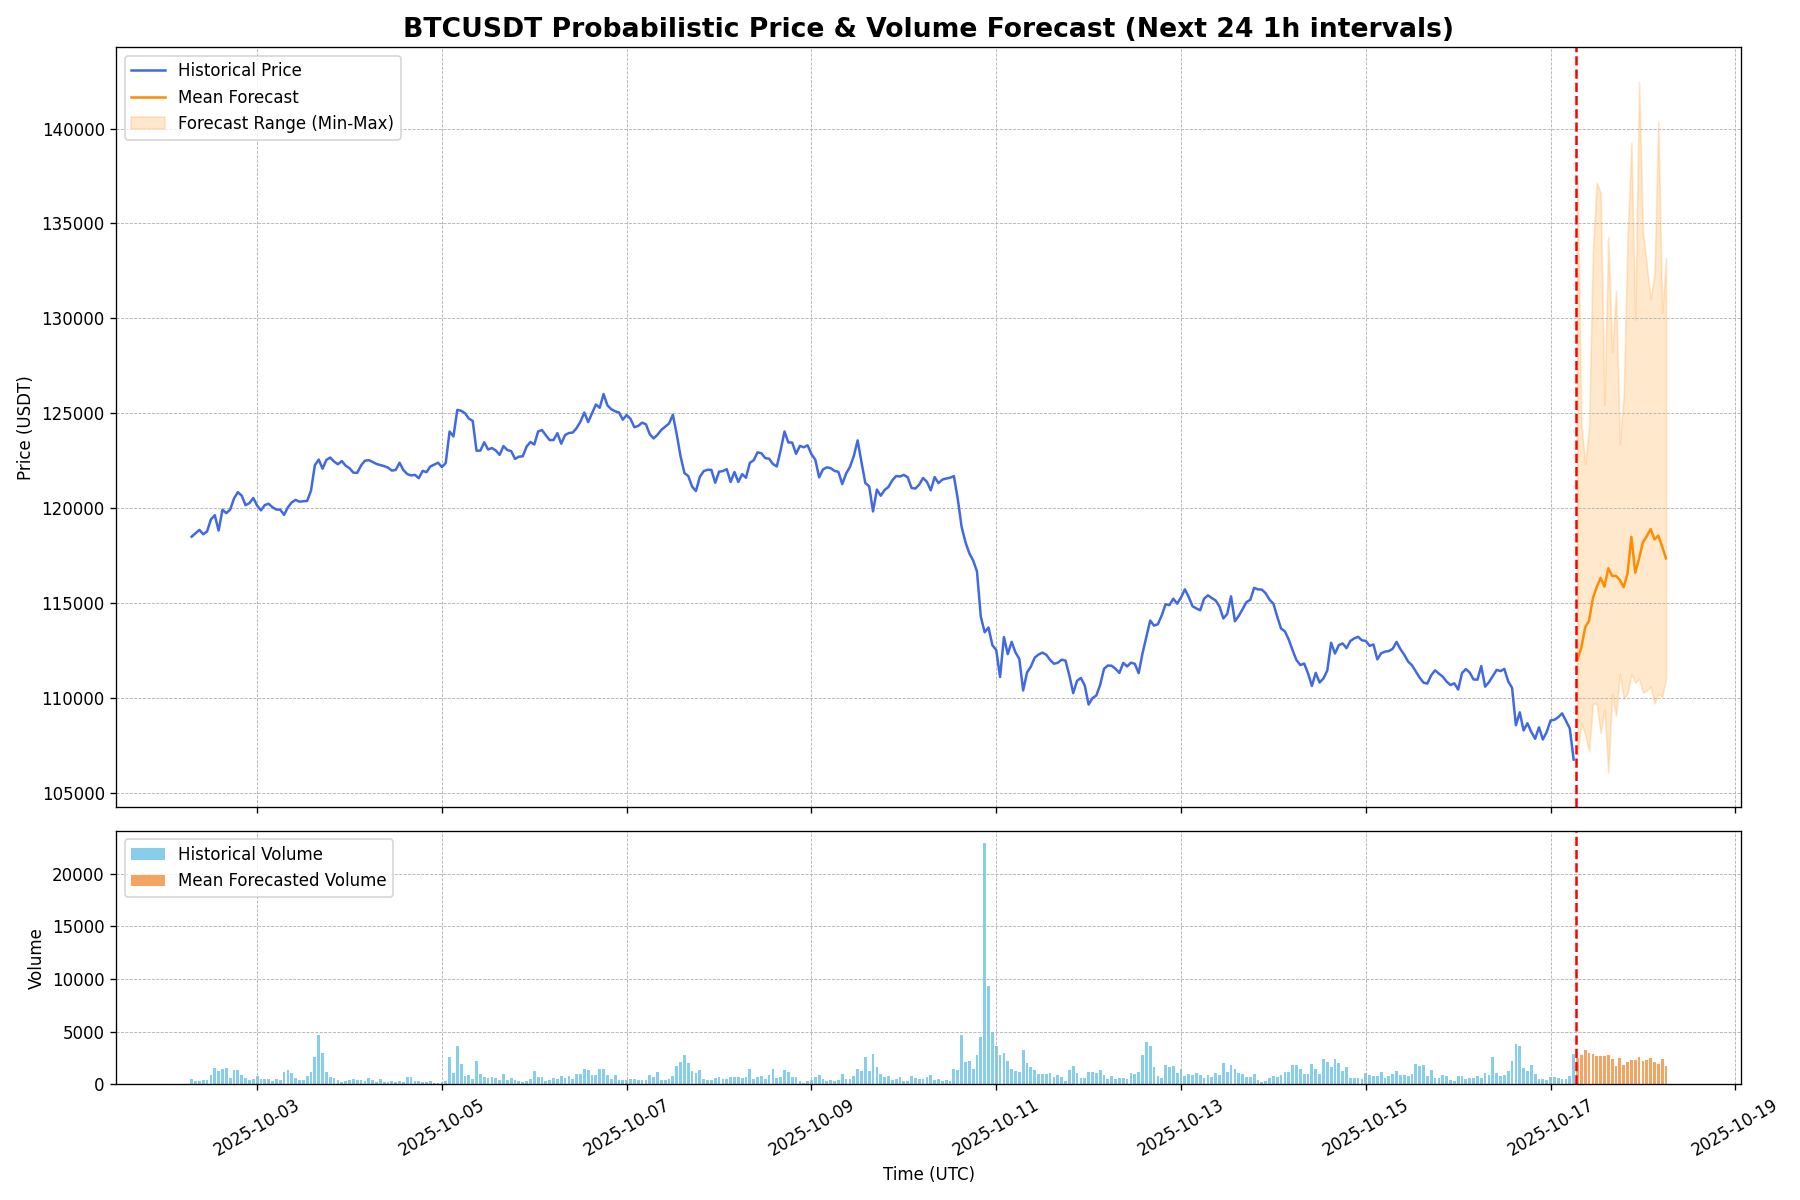 BTCUSDT Probabilistic Price & Volume Forecast (Next 24 1h intervals)
Historical Price
Mean Forecast
Forecast Range (Min-Max)
140000
135000
130000
125000
120000
115000
110000
105000
Price (USDT)
Historical Volume
Mean Forecasted Volume
20000
15000
10000
5000
0
Volume
2025-10-03
2025-10-05
2025-10-07
2025-10-09
2025-10-11
2025-10-13
2025-10-15
2025-10-17
2025-10-19
Time (UTC)